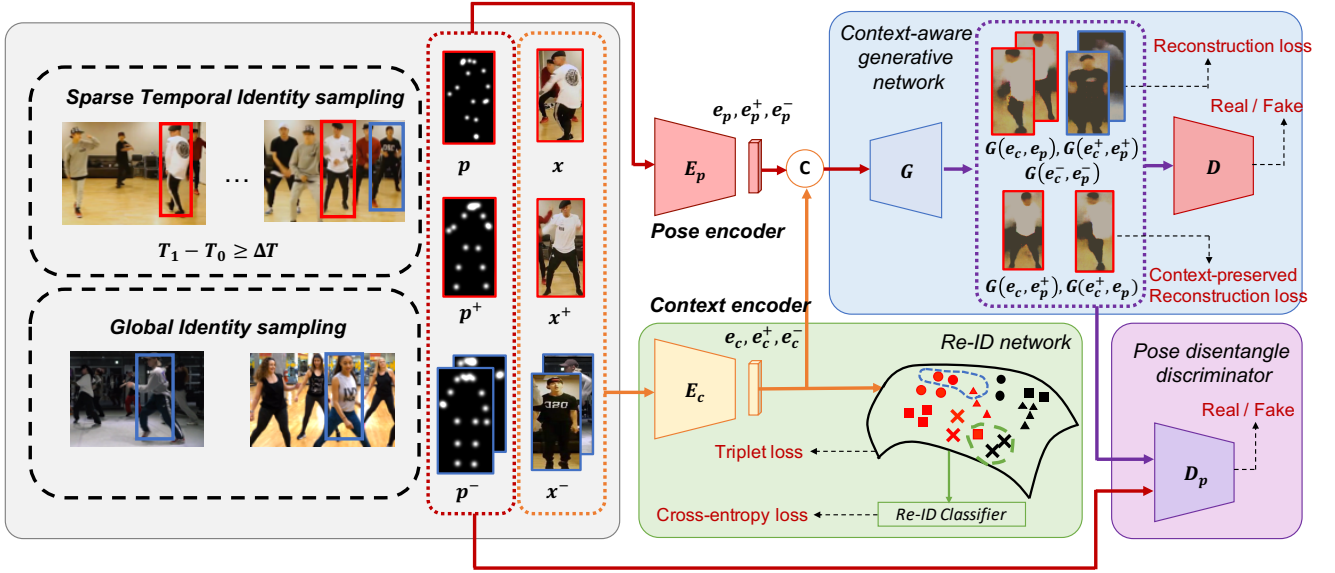 Sparse Temporal Identity sampling
...
T₁ − T₀ ≥ ΔT
Global Identity sampling
p
x
p⁺
x⁺
p⁻
x⁻
e_p, e_p⁺, e_p⁻
E_p
Pose encoder
C
Context encoder
e_c, e_c⁺, e_c⁻
E_c
Re-ID network
Triplet loss
Cross-entropy loss
Re-ID Classifier
Context-aware
generative
network
G
G(e_c, e_p), G(e_c⁺, e_p⁺)
G(e_c⁻, e_p⁻)
G(e_c, e_p⁺), G(e_c⁺, e_p)
Reconstruction loss
Real / Fake
D
Context-preserved
Reconstruction loss
Pose disentangle
discriminator
Real / Fake
D_p